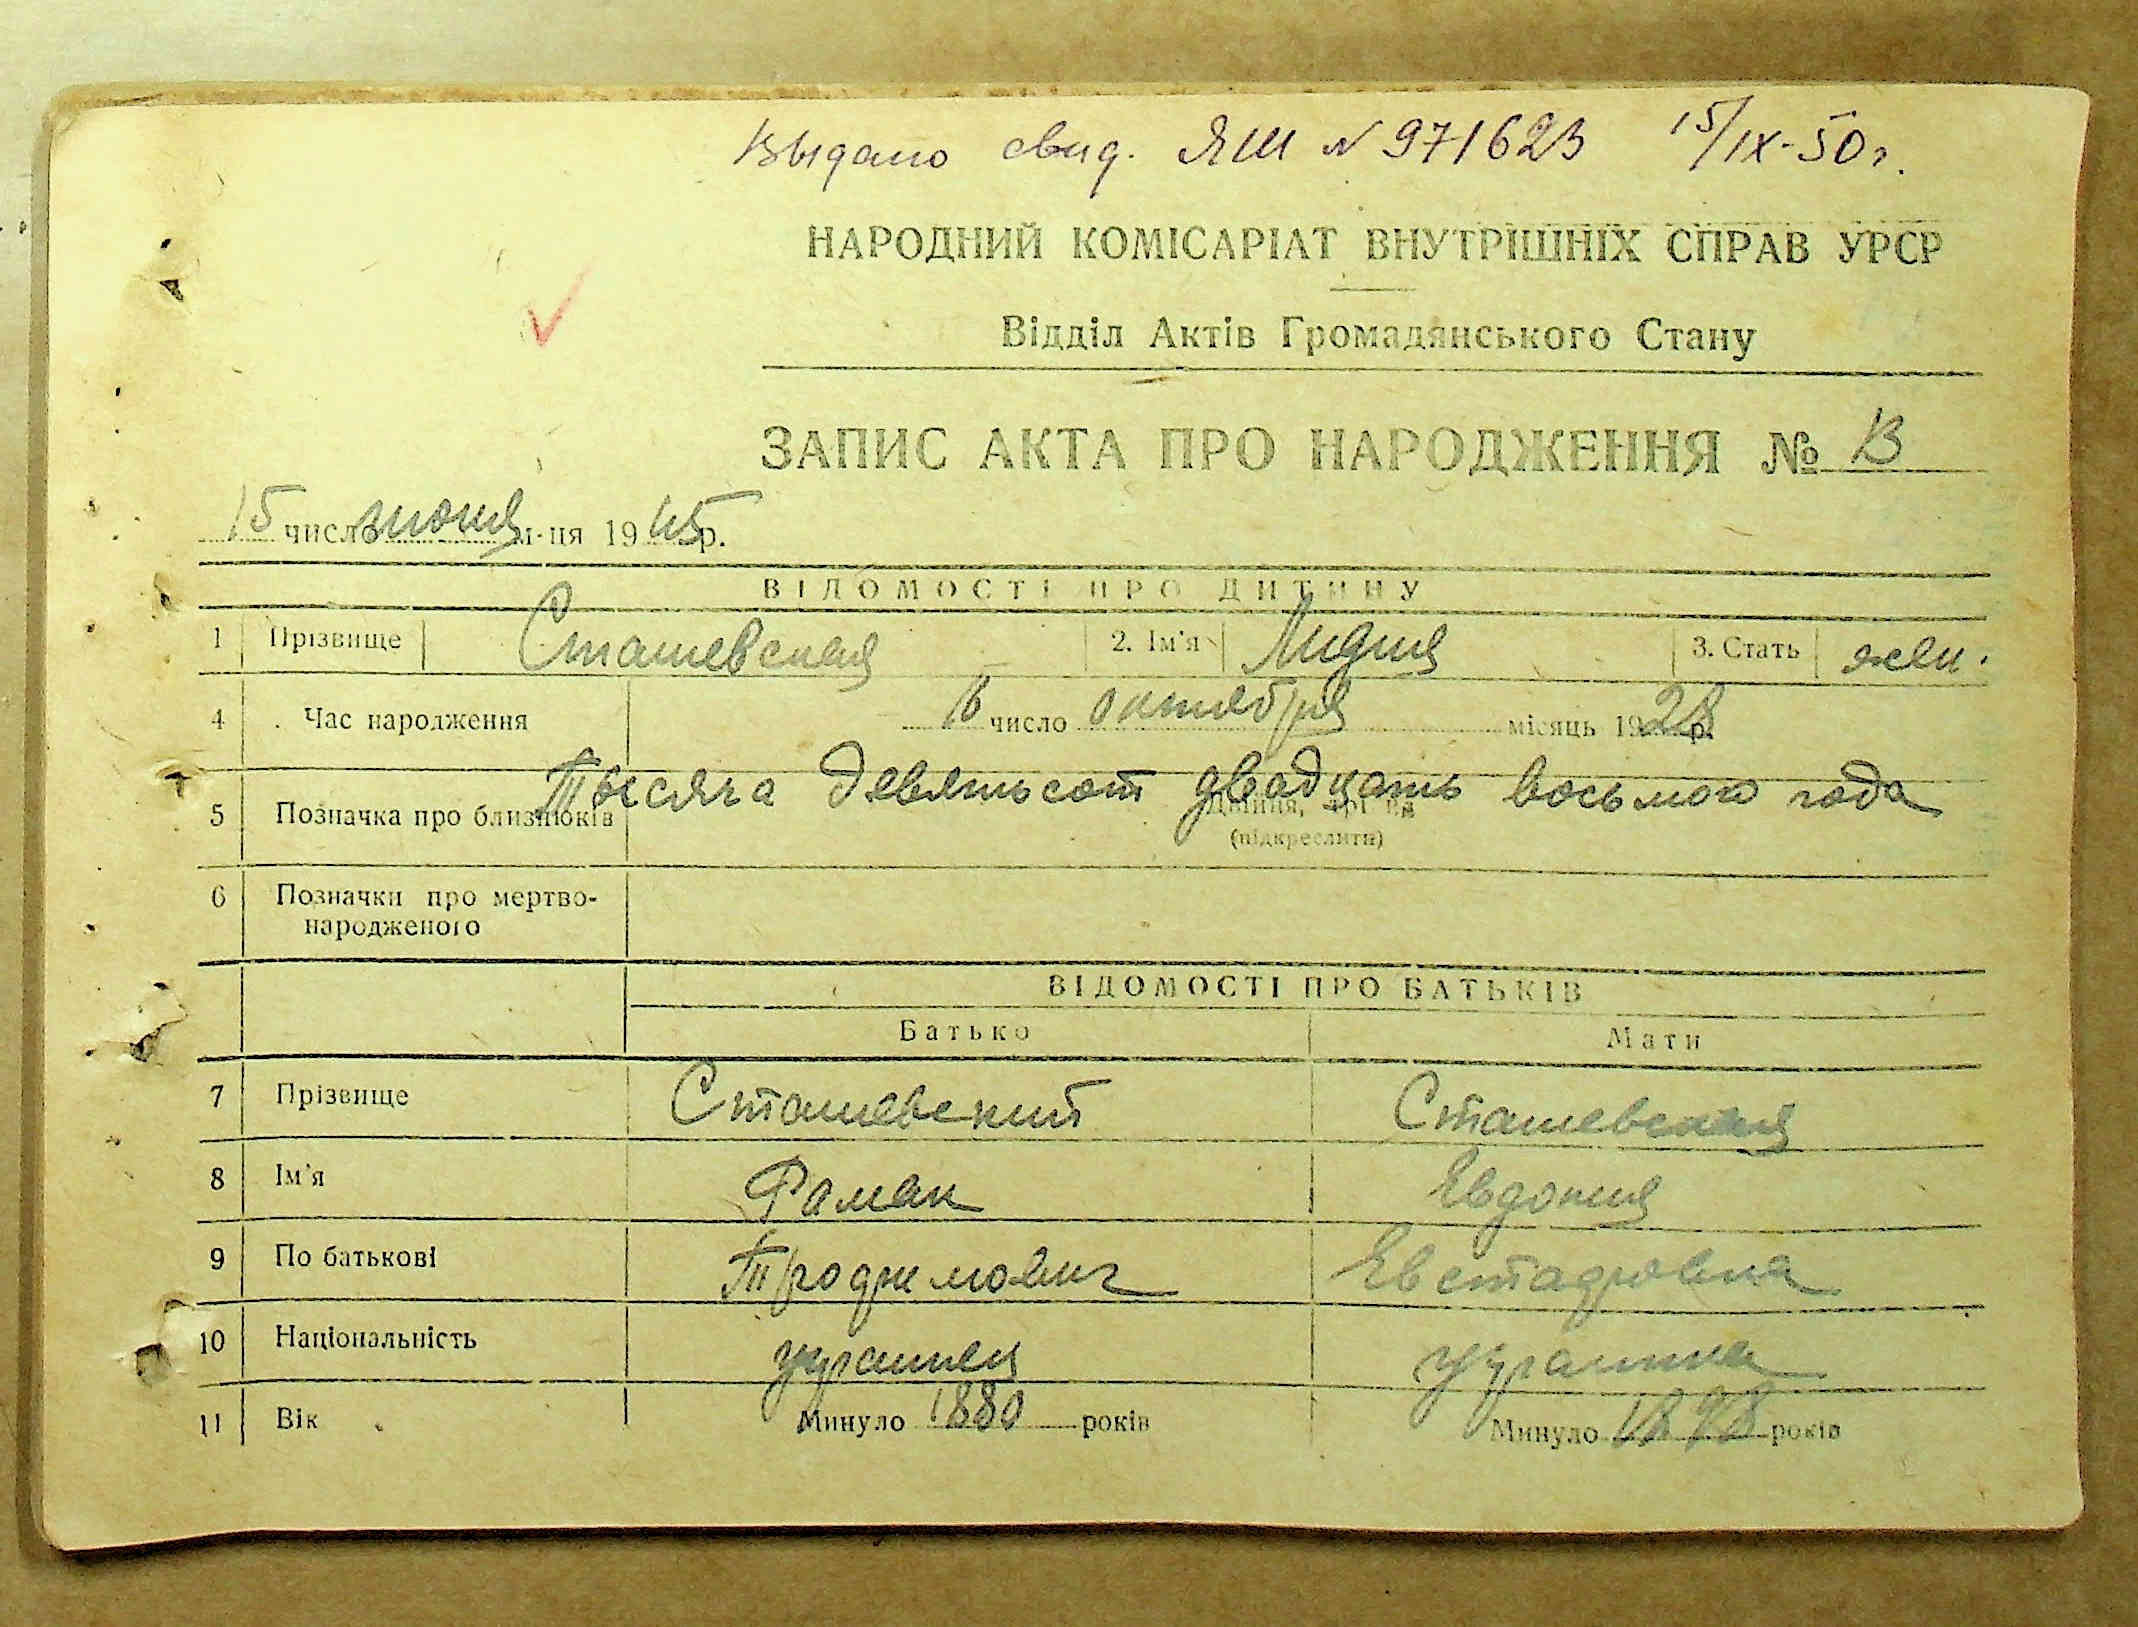 Выдано свид. ЯШ № 971623 15/IX-50 г.
НАРОДНИЙ КОМІСАРІАТ ВНУТРІШНІХ СПРАВ УРСР
Відділ Актів Громадянського Стану
ЗАПИС АКТА ПРО НАРОДЖЕННЯ № 13
15 число июня м-ця 1945 р.
ВІДОМОСТІ ПРО ДИТИНУ
1 Прізвище Сташевская 2. Ім'я Лидия 3. Стать жен.
4 Час народження число октября місяць 1928 р.
Тысяча девятьсот двадцать восьмого года
5 Позначка про близнюків Двійня, трійня
(підкреслити)
6 Позначки про мертво-
народженого
ВІДОМОСТІ ПРО БАТЬКІВ
Батько Мати
7 Прізвище Сташевский Сташевская
8 Ім'я Раман Евдокия
9 По батькові Трофимович
10 Національність украинец украинка
11 Вік Минуло 1880 років Минуло років